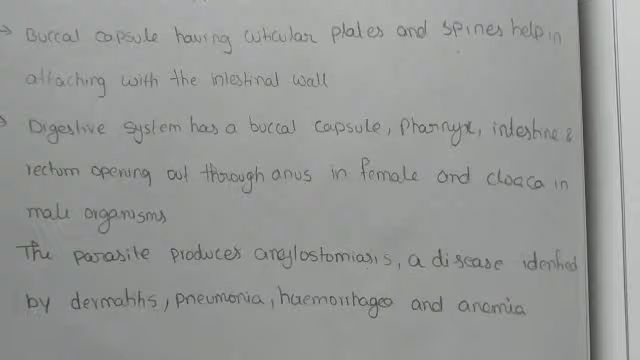 → Buccal capsule having cuticular plates and spines help in
attaching with the intestinal wall
→ Digestive system has a buccal capsule, Pharnyx, intestine &
rectum opening out through anus in female and cloaca in
male organisms
The parasite produces ancylostomiasis, a disease identified
by dermatitis, pneumonia, haemorrhages and anemia